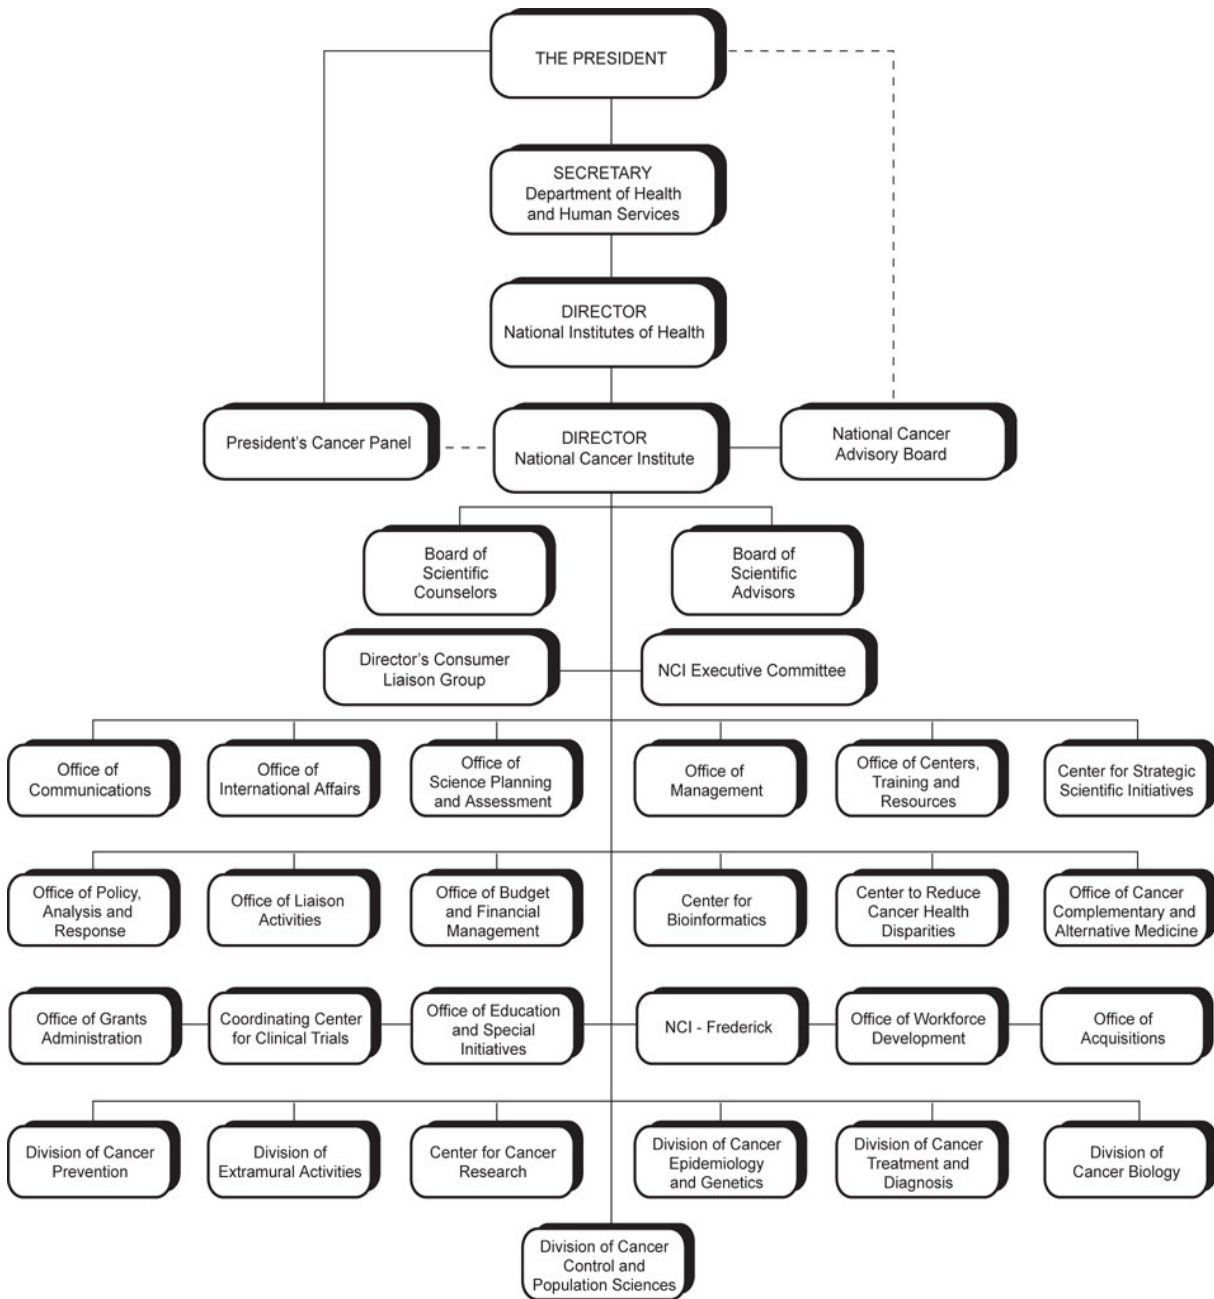 THE PRESIDENT
SECRETARY
Department of Health
and Human Services
DIRECTOR
National Institutes of Health
President’s Cancer Panel
DIRECTOR
National Cancer Institute
National Cancer
Advisory Board
Board of
Scientific
Counselors
Board of
Scientific
Advisors
Director’s Consumer
Liaison Group
NCI Executive Committee
Office of
Communications
Office of
International Affairs
Office of
Science Planning
and Assessment
Office of
Management
Office of Centers,
Training and
Resources
Center for Strategic
Scientific Initiatives
Office of Policy,
Analysis and
Response
Office of Liaison
Activities
Office of Budget
and Financial
Management
Center for
Bioinformatics
Center to Reduce
Cancer Health
Disparities
Office of Cancer
Complementary and
Alternative Medicine
Office of Grants
Administration
Coordinating Center
for Clinical Trials
Office of Education
and Special
Initiatives
NCI - Frederick
Office of Workforce
Development
Office of
Acquisitions
Division of Cancer
Prevention
Division of
Extramural Activities
Center for Cancer
Research
Division of Cancer
Epidemiology
and Genetics
Division of Cancer
Treatment and
Diagnosis
Division of
Cancer Biology
Division of Cancer
Control and
Population Sciences